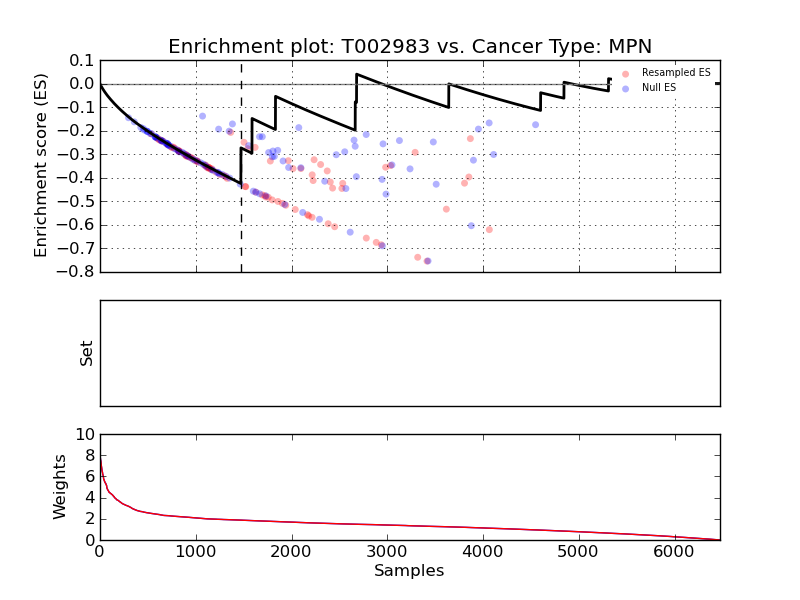 Enrichment plot: T002983 vs. Cancer Type: MPN
Enrichment score (ES)
0.1
0.0
−0.1
−0.2
−0.3
−0.4
−0.5
−0.6
−0.7
−0.8
Resampled ES
Null ES
Set
Weights
10
8
6
4
2
0
0 1000 2000 3000 4000 5000 6000
Samples